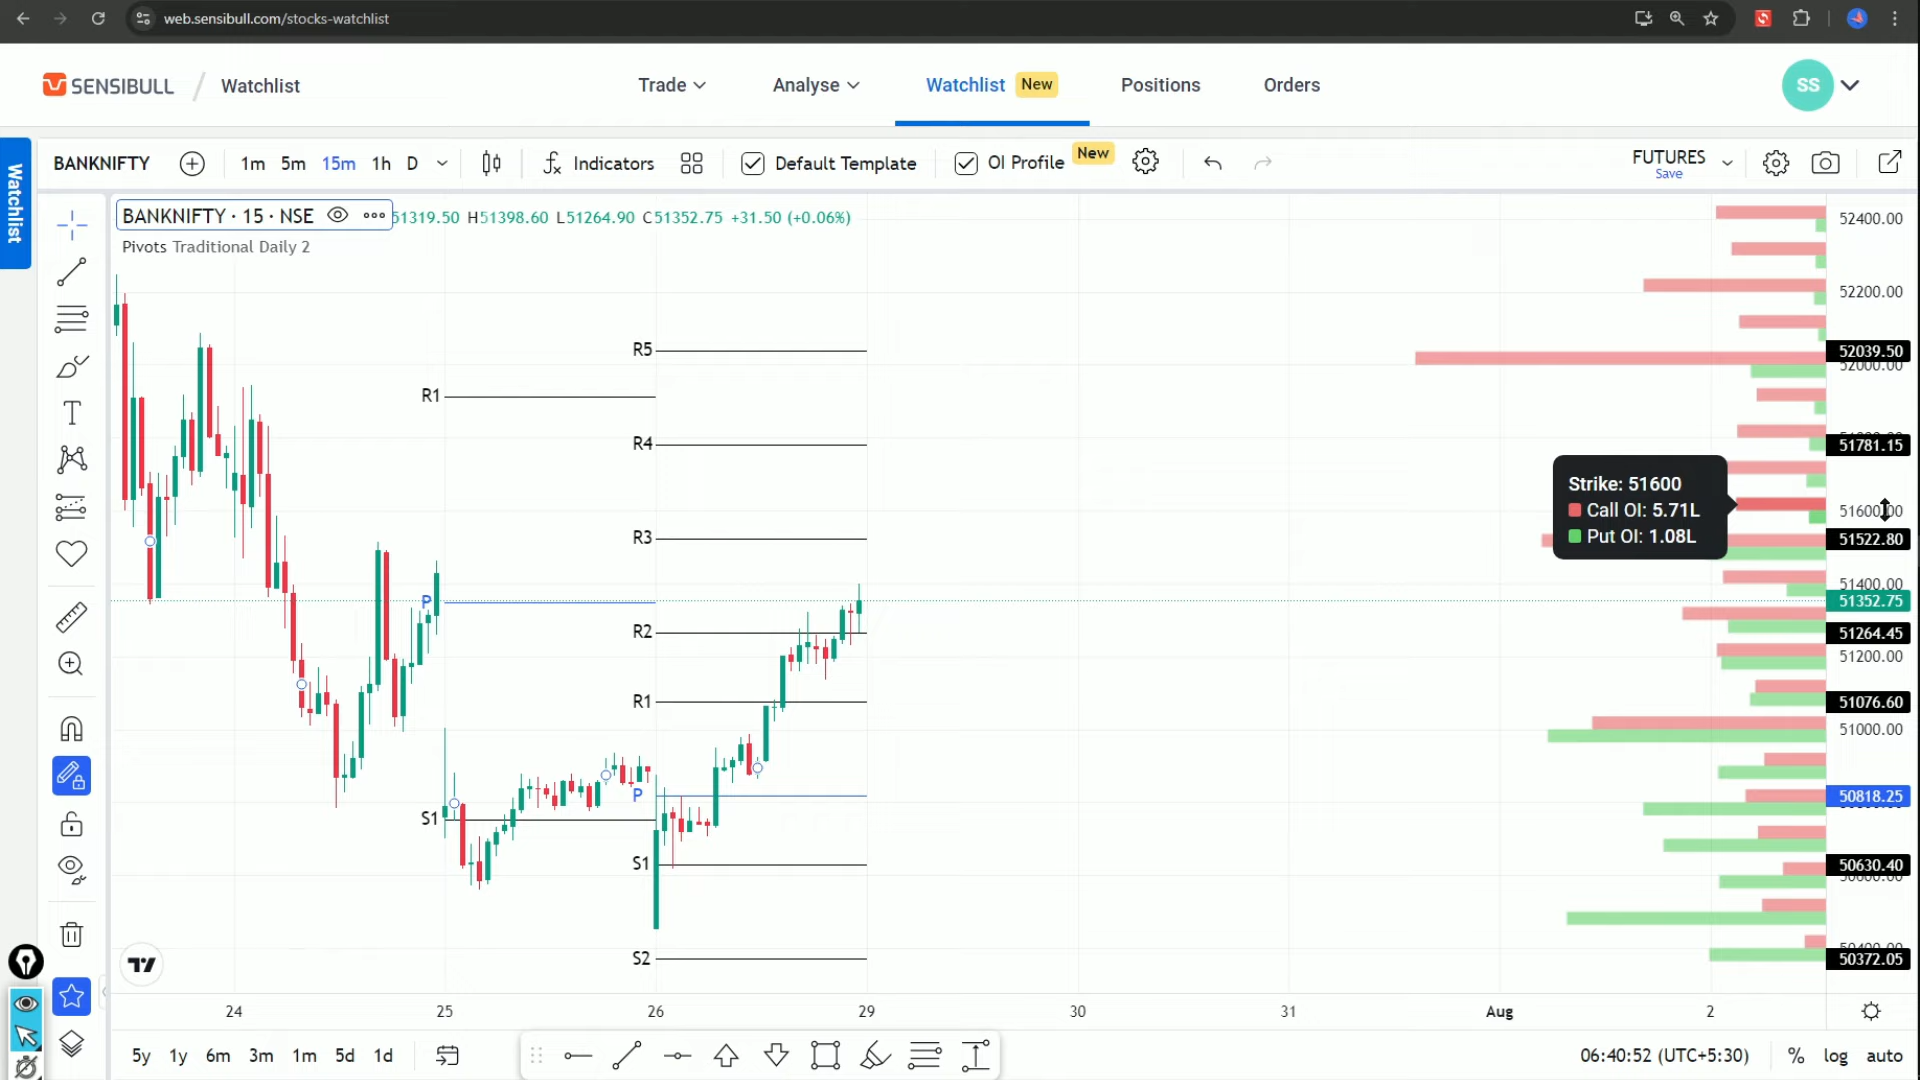 web.sensibull.com/stocks-watchlist
SENSIBULL / Watchlist
Trade
Analyse
Watchlist New
Positions
Orders
SS
Watchlist
BANKNIFTY
1m 5m 15m 1h D
Indicators
Default Template
OI Profile New
FUTURES
Save
BANKNIFTY · 15 · NSE
51319.50 H51398.60 L51264.90 C51352.75 +31.50 (+0.06%)
Pivots Traditional Daily 2
52400.00
52200.00
R5
52039.50
52000.00
R1
R4
51781.15
Strike: 51600
Call OI: 5.71L
Put OI: 1.08L
51600.00
R3
51522.80
51400.00
P
51352.75
R2
51264.45
51200.00
R1
51076.60
51000.00
P
50818.25
S1
S1
50630.40
S2
50372.05
24
25
26
29
30
31
Aug
2
5y 1y 6m 3m 1m 5d 1d
06:40:52 (UTC+5:30)
% log auto